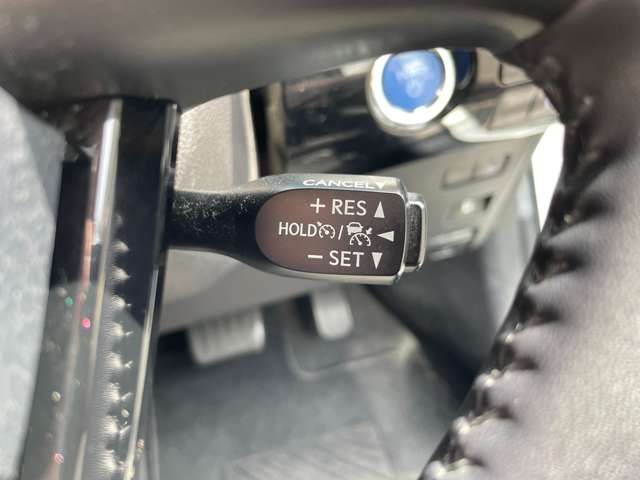 CANCEL
+ RES
HOLD /
− SET